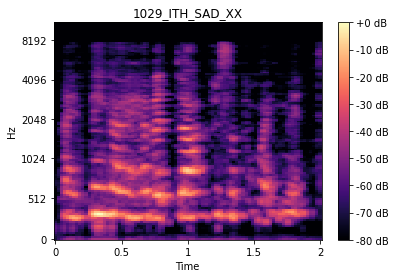 1029_ITH_SAD_XX
8192
4096
2048
1024
512
0
Hz
0
0.5
1
1.5
2
Time
+0 dB
-10 dB
-20 dB
-30 dB
-40 dB
-50 dB
-60 dB
-70 dB
-80 dB